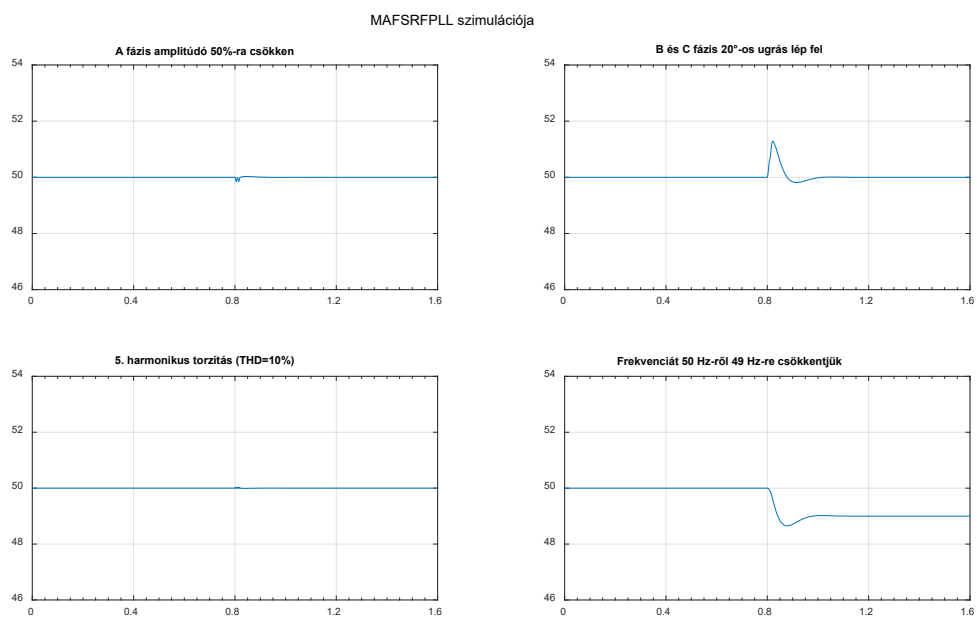 MAFSRFPLL szimulációja
A fázis amplitúdó 50%-ra csökken
54
52
50
48
46
0 0.4 0.8 1.2 1.6
B és C fázis 20°-os ugrás lép fel
54
52
50
48
46
0 0.4 0.8 1.2 1.6
5. harmonikus torzítás (THD=10%)
54
52
50
48
46
0 0.4 0.8 1.2 1.6
Frekvenciát 50 Hz-ről 49 Hz-re csökkentjük
54
52
50
48
46
0 0.4 0.8 1.2 1.6